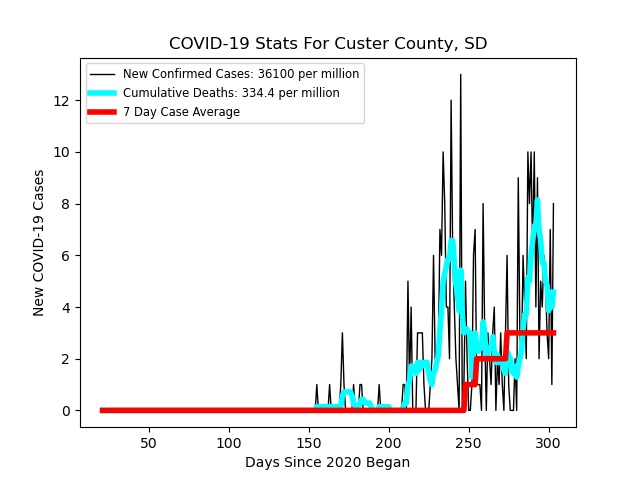 COVID-19 Stats For Custer County, SD
New Confirmed Cases: 36100 per million
Cumulative Deaths: 334.4 per million
7 Day Case Average
New COVID-19 Cases
12
10
8
6
4
2
0
50 100 150 200 250 300
Days Since 2020 Began